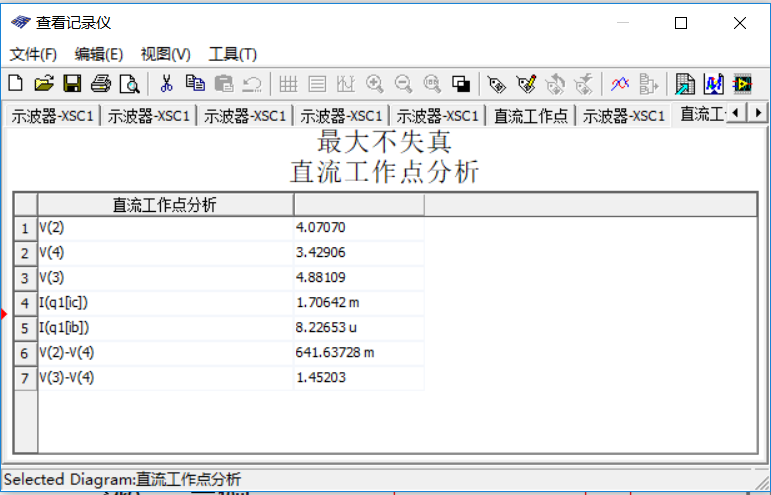 查看记录仪
文件(F) 编辑(E) 视图(V) 工具(T)
示波器-XSC1 示波器-XSC1 示波器-XSC1 示波器-XSC1 示波器-XSC1 直流工作点 示波器-XSC1 直流工
最大不失真
直流工作点分析
直流工作点分析
1 V(2) 4.07070
2 V(4) 3.42906
3 V(3) 4.88109
4 I(q1[ic]) 1.70642 m
5 I(q1[ib]) 8.22653 u
6 V(2)-V(4) 641.63728 m
7 V(3)-V(4) 1.45203
Selected Diagram:直流工作点分析